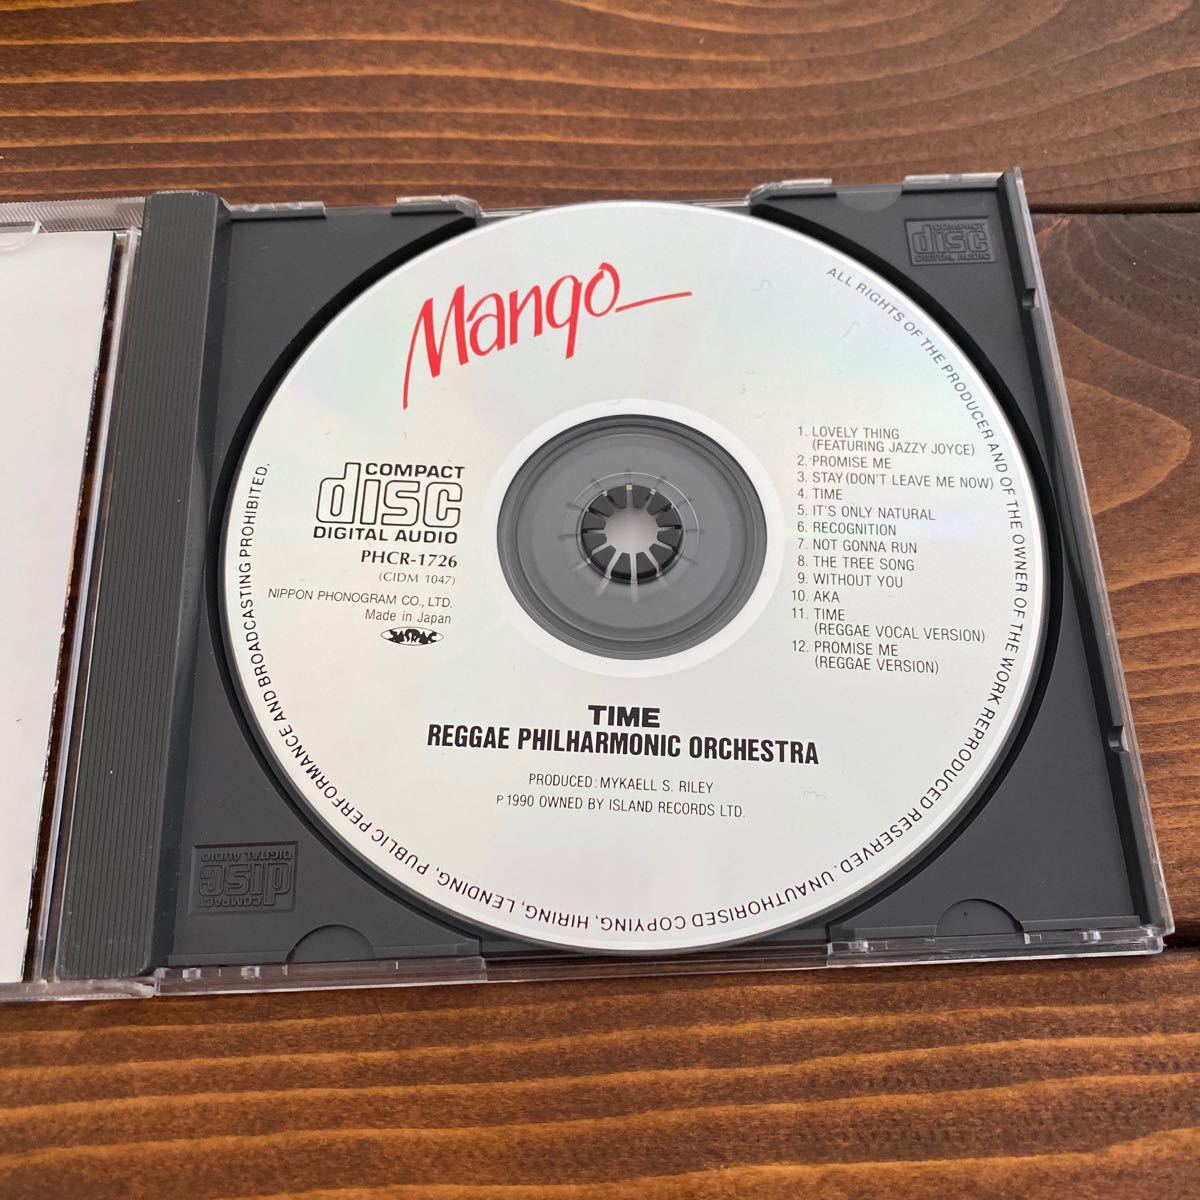 Mango
COMPACT
disc
DIGITAL AUDIO
PHCR-1726
(CIDM 1047)
NIPPON PHONOGRAM CO., LTD.
Made in Japan
JASRAC
1. LOVELY THING
(FEATURING JAZZY JOYCE)
2. PROMISE ME
3. STAY (DON'T LEAVE ME NOW)
4. TIME
5. IT'S ONLY NATURAL
6. RECOGNITION
7. NOT GONNA RUN
8. THE TREE SONG
9. WITHOUT YOU
10. AKA
11. TIME
(REGGAE VOCAL VERSION)
12. PROMISE ME
(REGGAE VERSION)
TIME
REGGAE PHILHARMONIC ORCHESTRA
PRODUCED: MYKAELL S. RILEY
℗ 1990 OWNED BY ISLAND RECORDS LTD.
ALL RIGHTS OF THE PRODUCER AND OF THE OWNER OF THE WORK REPRODUCED RESERVED. UNAUTHORISED COPYING, HIRING, LENDING, PUBLIC PERFORMANCE AND BROADCASTING PROHIBITED.
COMPACT
disc
DIGITAL AUDIO
COMPACT
disc
DIGITAL AUDIO